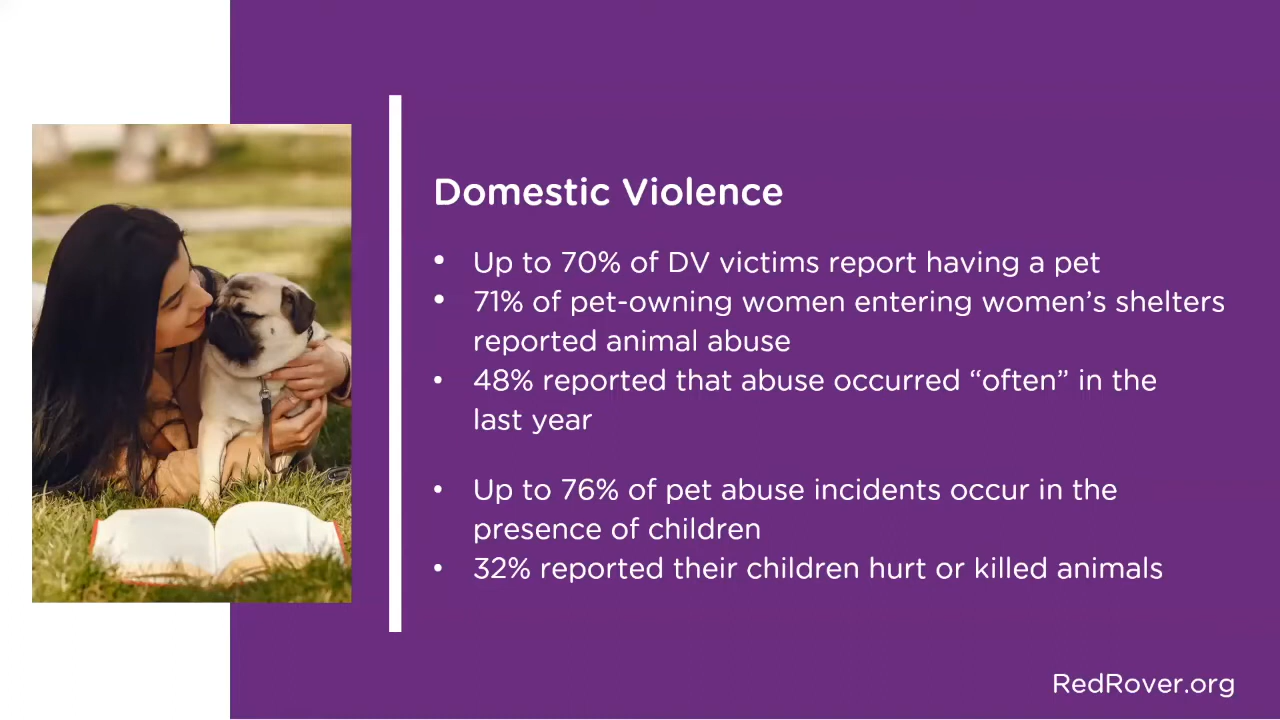 Domestic Violence
• Up to 70% of DV victims report having a pet
• 71% of pet-owning women entering women’s shelters
reported animal abuse
• 48% reported that abuse occurred “often” in the
last year
• Up to 76% of pet abuse incidents occur in the
presence of children
• 32% reported their children hurt or killed animals
RedRover.org